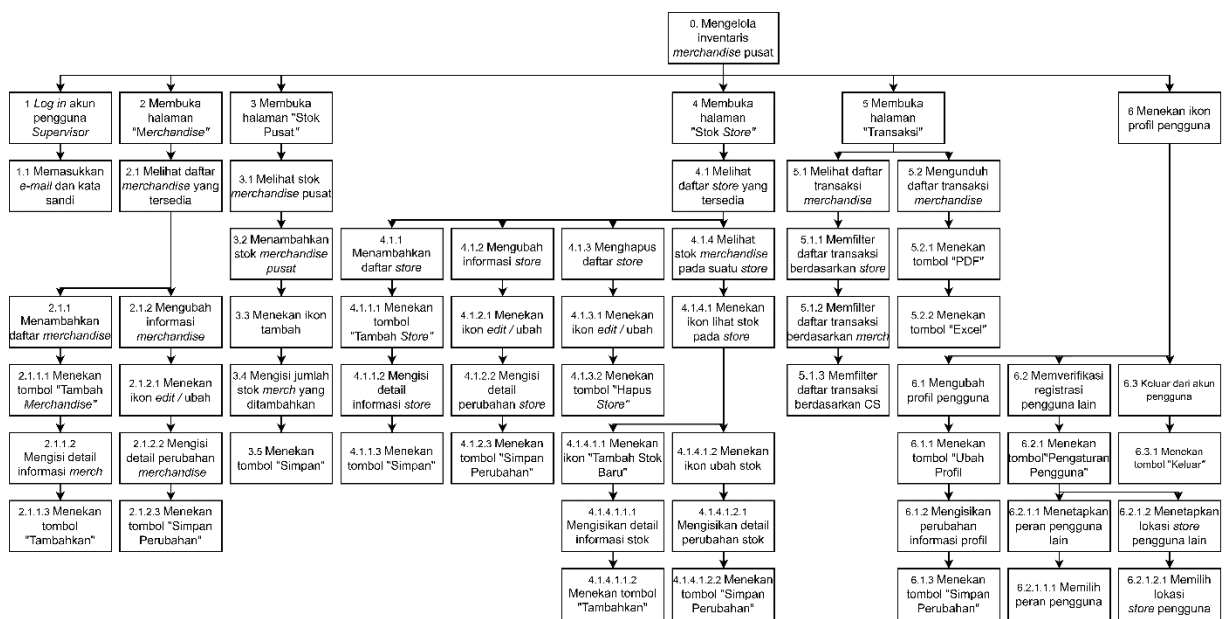 0. Mengelola
inventaris
merchandise pusat
1 Log in akun
pengguna
Supervisor
2 Membuka
halaman
"Merchandise"
3 Membuka
halaman "Stok
Pusat"
4 Membuka
halaman
"Stok Store"
5 Membuka
halaman
"Transaksi"
6 Menekan ikon
profil pengguna
1.1 Memasukkan
e-mail dan kata
sandi
2.1 Melihat daftar
merchandise yang
tersedia
3.1 Melihat stok
merchandise pusat
4.1 Melihat
daftar store yang
tersedia
5.1 Melihat daftar
transaksi
merchandise
5.2 Mengunduh
daftar transaksi
merchandise
3.2 Menambahkan
stok merchandise
pusat
4.1.1
Menambahkan
daftar store
4.1.2 Mengubah
informasi store
4.1.3 Menghapus
daftar store
4.1.4 Melihat
stok merchandise
pada suatu store
5.1.1 Memfilter
daftar transaksi
berdasarkan store
5.2.1 Menekan
tombol "PDF"
2.1.1
Menambahkan
daftar merchandise
2.1.2 Mengubah
informasi
merchandise
3.3 Menekan ikon
tambah
4.1.1.1 Menekan
tombol
"Tambah Store"
4.1.2.1 Menekan
ikon edit / ubah
4.1.3.1 Menekan
ikon edit / ubah
4.1.4.1 Menekan
ikon lihat stok
pada store
5.1.2 Memfilter
daftar transaksi
berdasarkan merch
5.2.2 Menekan
tombol "Excel"
2.1.1.1 Menekan
tombol "Tambah
Merchandise"
2.1.2.1 Menekan
ikon edit / ubah
3.4 Mengisi jumlah
stok merch yang
ditambahkan
4.1.1.2 Mengisi
detail
informasi store
4.1.2.2 Mengisi
detail
perubahan store
4.1.3.2 Menekan
tombol "Hapus
Store"
5.1.3 Memfilter
daftar transaksi
berdasarkan CS
6.1 Mengubah
profil pengguna
6.2 Memverifikasi
registrasi
pengguna lain
6.3 Keluar dari akun
pengguna
2.1.1.2
Mengisi detail
informasi merch
2.1.2.2 Mengisi
detail perubahan
merchandise
3.5 Menekan
tombol "Simpan"
4.1.1.3 Menekan
tombol "Simpan"
4.1.2.3 Menekan
tombol "Simpan
Perubahan"
4.1.4.1.1 Menekan
ikon "Tambah Stok
Baru"
4.1.4.1.2 Menekan
ikon ubah stok
6.1.1 Menekan
tombol "Ubah
Profil"
6.2.1 Menekan
tombol"Pengaturan
Pengguna"
6.3.1 Menekan
tombol "Keluar"
2.1.1.3 Menekan
tombol
"Tambahkan"
2.1.2.3 Menekan
tombol "Simpan
Perubahan"
4.1.4.1.1.1
Mengisikan detail
informasi stok
4.1.4.1.2.1
Mengisikan detail
perubahan stok
6.1.2 Mengisikan
perubahan
informasi profil
6.2.1.1 Menetapkan
peran pengguna
lain
6.2.1.2 Menetapkan
lokasi store
pengguna lain
4.1.4.1.1.2
Menekan tombol
"Tambahkan"
4.1.4.1.2.2 Menekan
tombol "Simpan
Perubahan"
6.1.3 Menekan
tombol "Simpan
Perubahan"
6.2.1.1.1 Memilih
peran pengguna
6.2.1.2.1 Memilih
lokasi
store pengguna